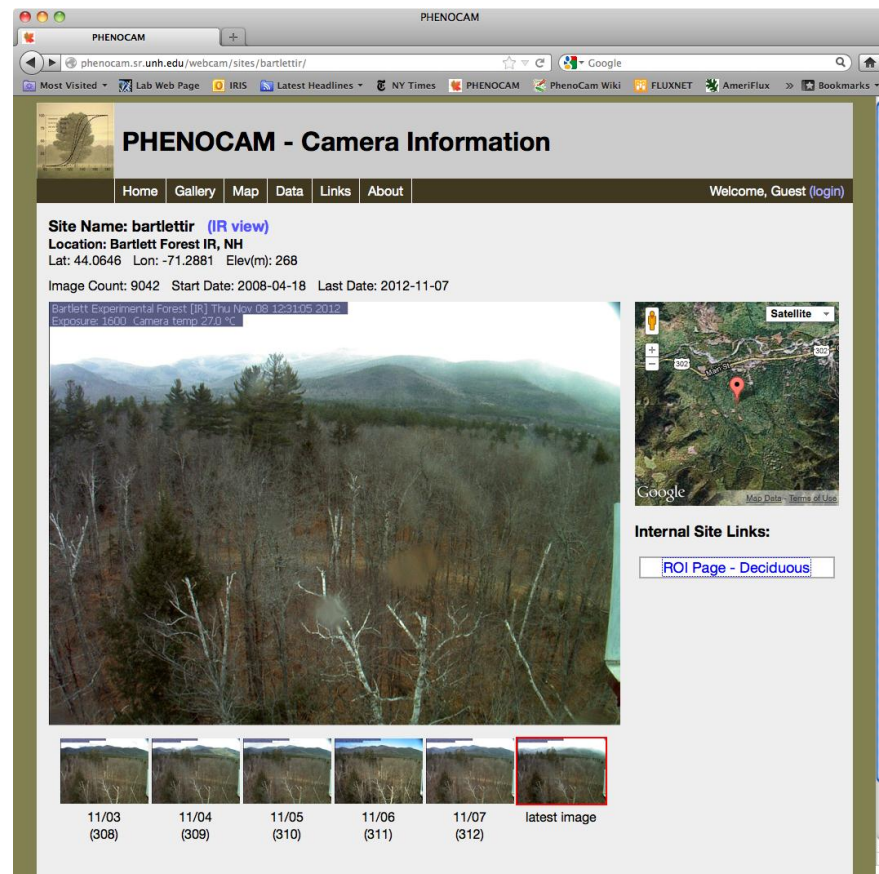 PHENOCAM
PHENOCAM
phenocam.sr.unh.edu/webcam/sites/bartlettir/
Google
Most Visited
Lab Web Page
IRIS
Latest Headlines
NY Times
PHENOCAM
PhenoCam Wiki
FLUXNET
AmeriFlux
»
Bookmarks
PHENOCAM - Camera Information
Home
Gallery
Map
Data
Links
About
Welcome, Guest (login)
Site Name: bartlettir (IR view)
Location: Bartlett Forest IR, NH
Lat: 44.0646 Lon: -71.2881 Elev(m): 268
Image Count: 9042 Start Date: 2008-04-18 Last Date: 2012-11-07
Bartlett Experimental Forest [IR] Thu Nov 08 12:31:05 2012
Exposure: 1600 Camera temp 27.0 °C
Satellite
302
302
Main St
Google
Map Data - Terms of Use
Internal Site Links:
ROI Page - Deciduous
11/03
(308)
11/04
(309)
11/05
(310)
11/06
(311)
11/07
(312)
latest image